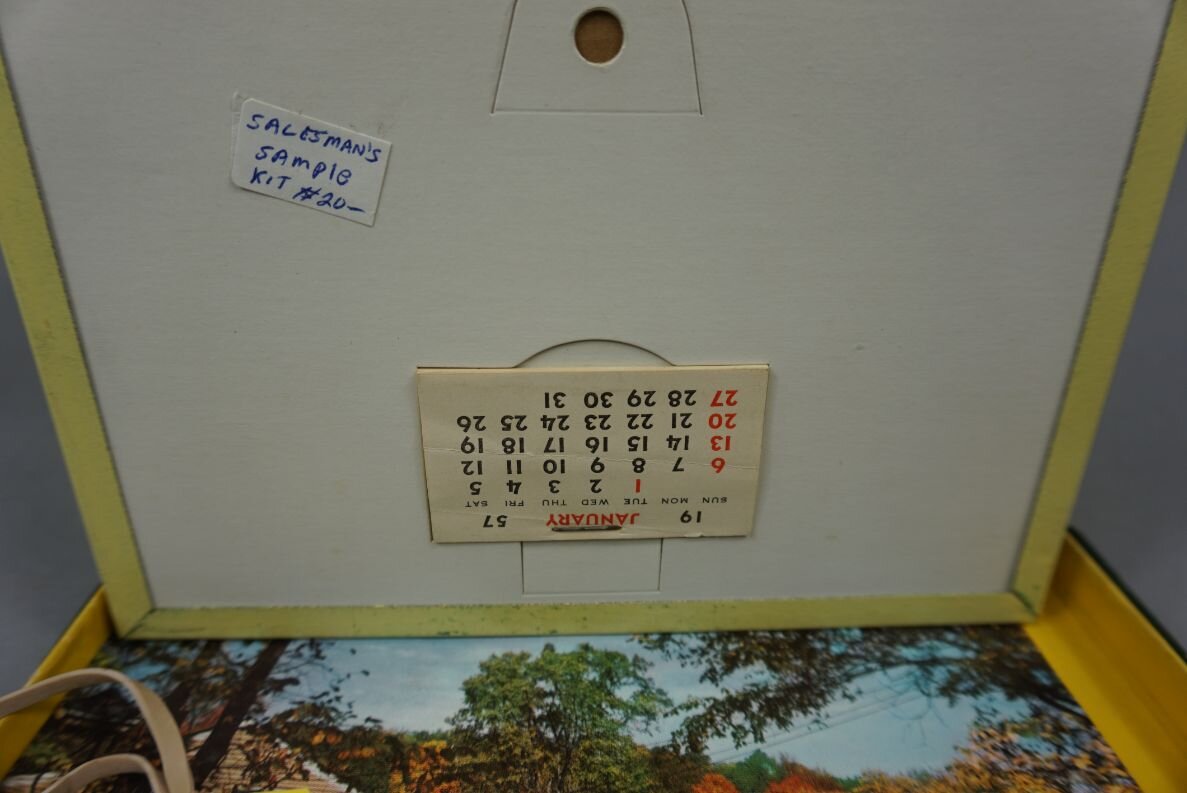 SALESMAN'S
SAMPLE
KIT #20-
19 JANUARY 57
SUN MON TUE WED THU FRI SAT
1 2 3 4 5
6 7 8 9 10 11 12
13 14 15 16 17 18 19
20 21 22 23 24 25 26
27 28 29 30 31